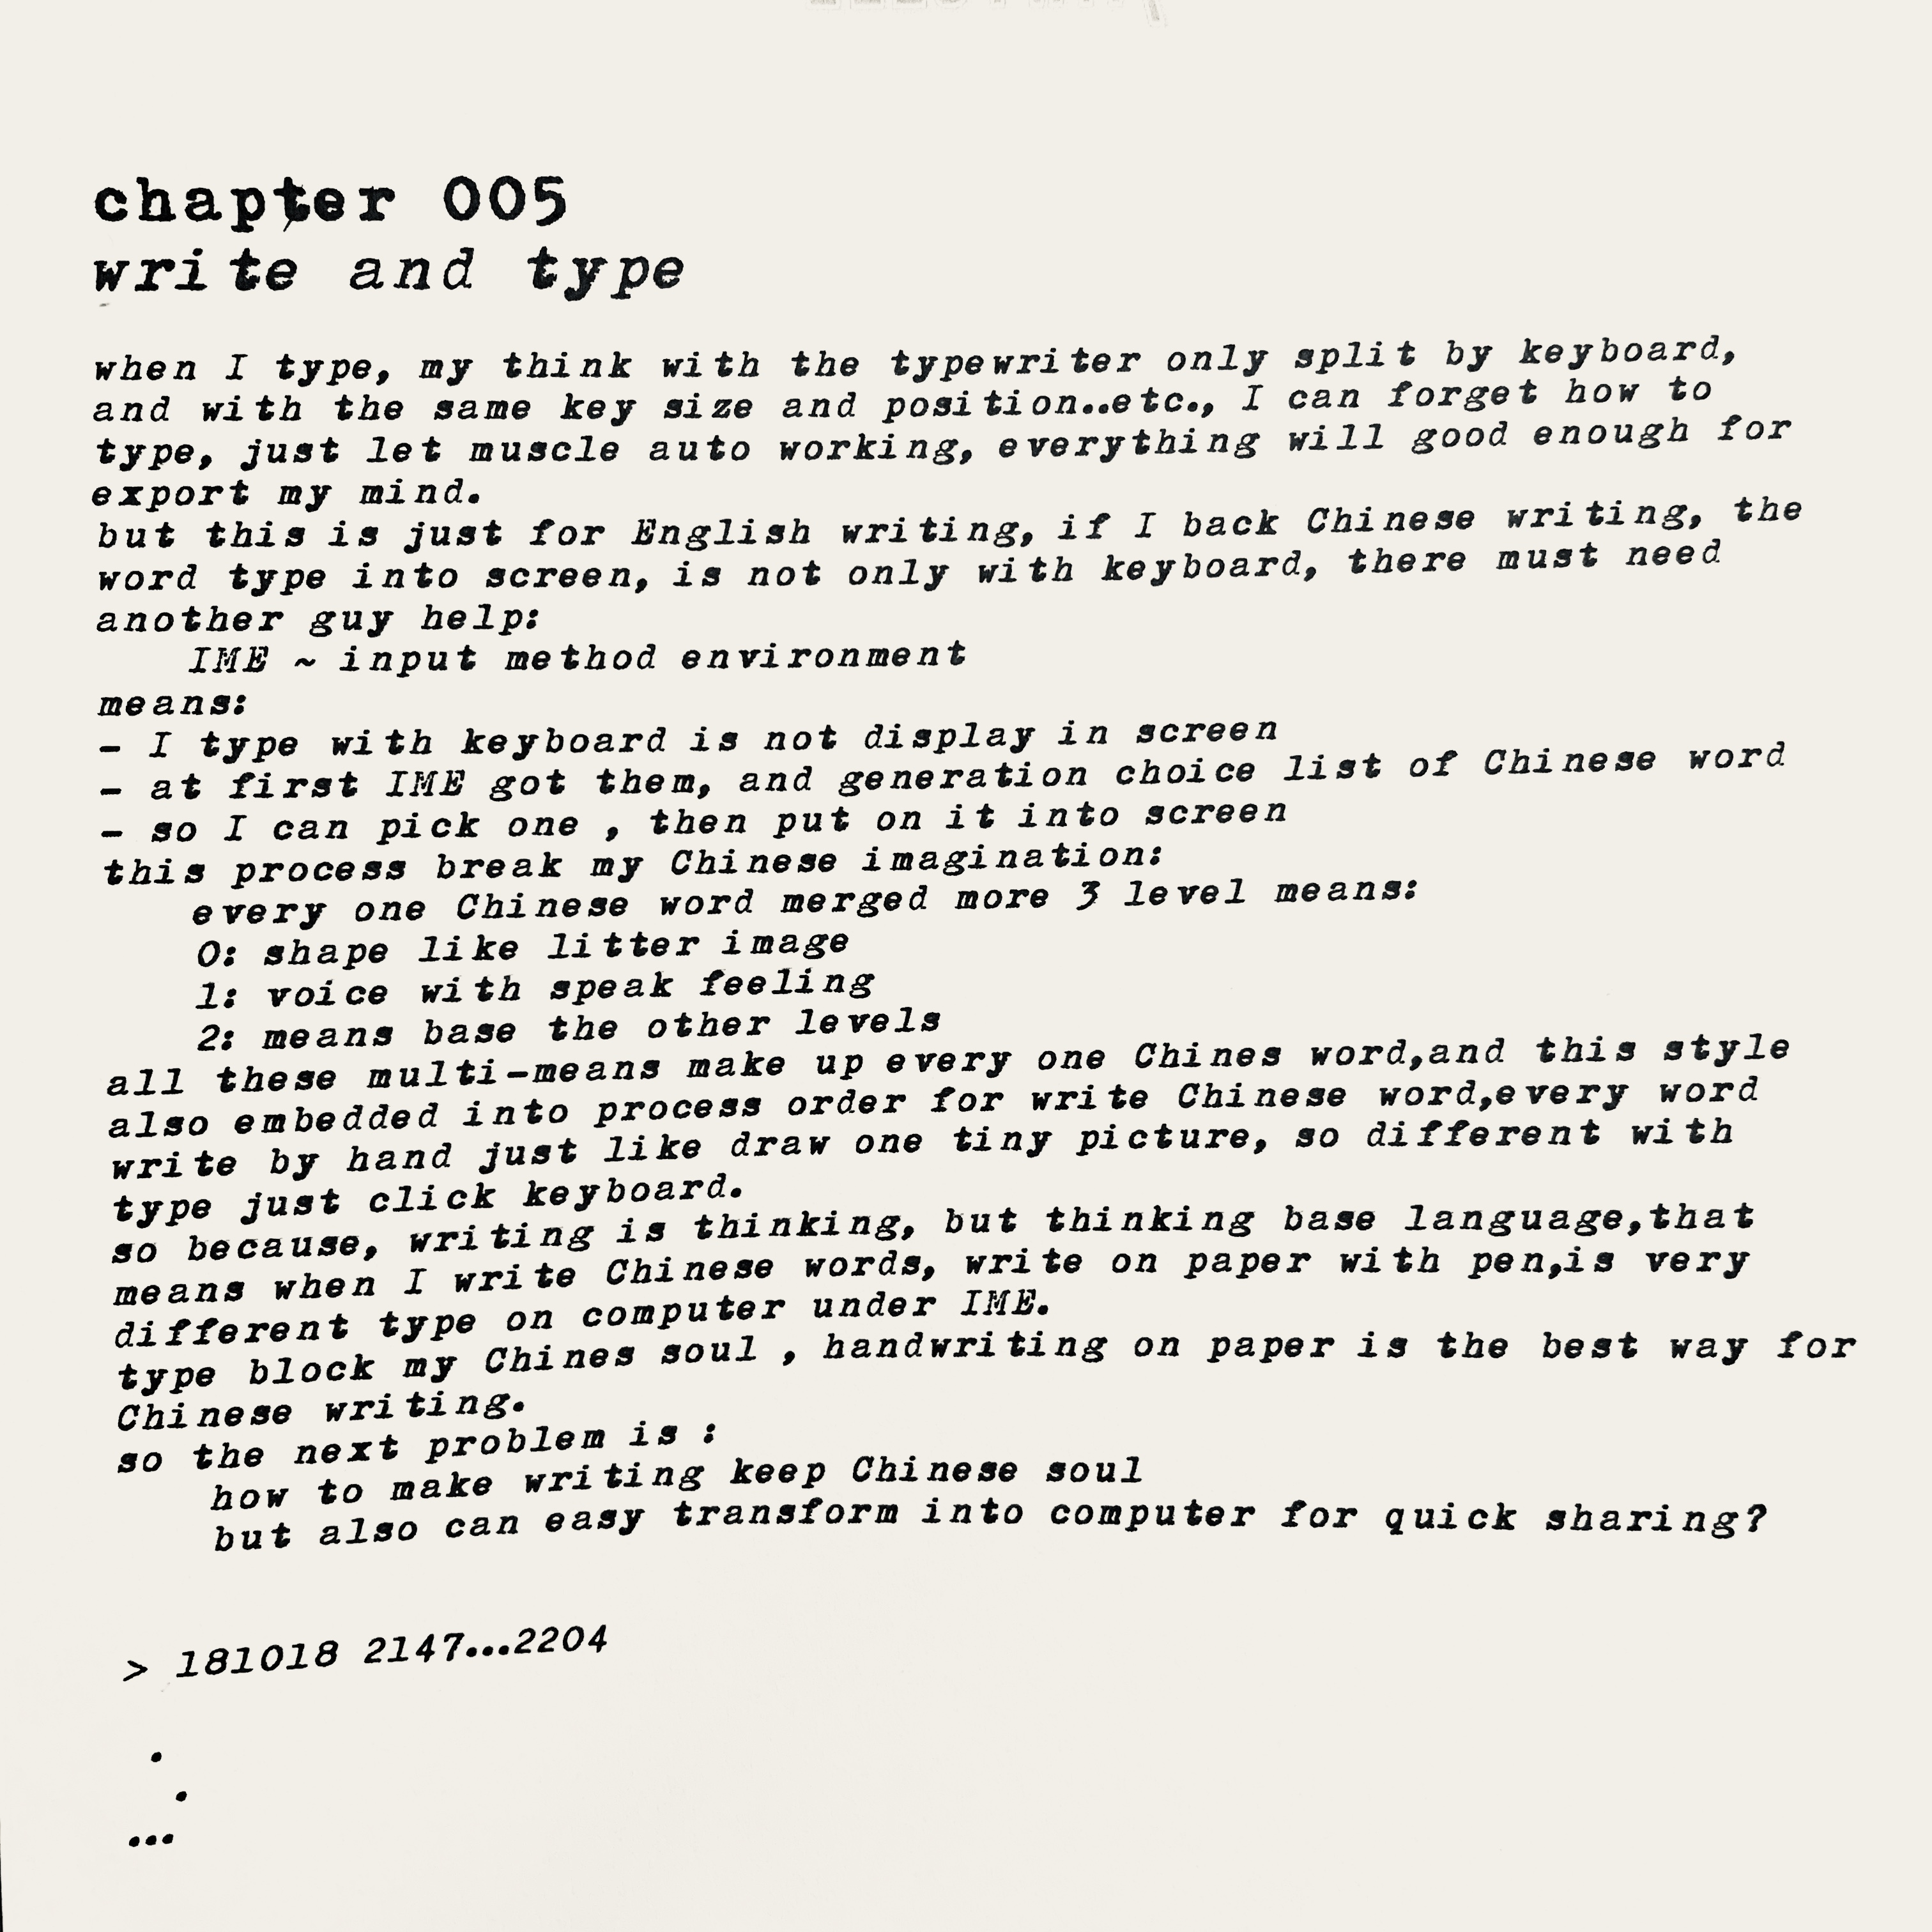 chapter 005
write and type
when I type, my think with the typewriter only split by keyboard,
and with the same key size and position..etc., I can forget how to
type, just let muscle auto working, everything will good enough for
export my mind.
but this is just for English writing, if I back Chinese writing, the
word type into screen, is not only with keyboard, there must need
another guy help:
IME ~ input method environment
means:
- I type with keyboard is not display in screen
- at first IME got them, and generation choice list of Chinese word
- so I can pick one , then put on it into screen
this process break my Chinese imagination:
every one Chinese word merged more 3 level means:
0: shape like litter image
1: voice with speak feeling
2: means base the other levels
all these multi-means make up every one Chines word,and this style
also embedded into process order for write Chinese word,every word
write by hand just like draw one tiny picture, so different with
type just click keyboard.
so because, writing is thinking, but thinking base language,that
means when I write Chinese words, write on paper with pen,is very
different type on computer under IME.
type block my Chines soul , handwriting on paper is the best way for
Chinese writing.
so the next problem is :
how to make writing keep Chinese soul
but also can easy transform into computer for quick sharing?
> 181018 2147...2204
.
.
...